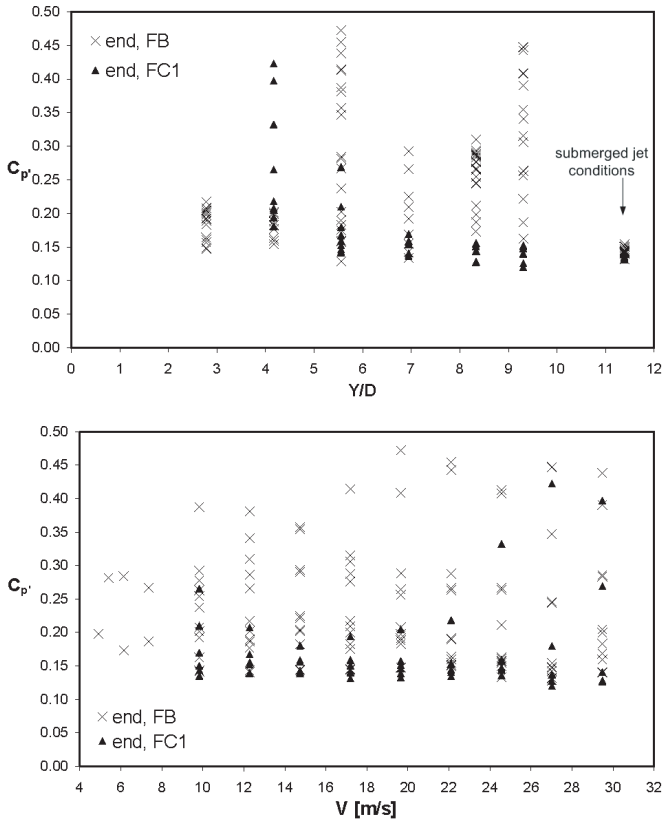 0.50
0.45
0.40
0.35
0.30
0.25
0.20
0.15
0.10
0.05
0.00
Cp'
end, FB
end, FC1
submerged jet
conditions
0 1 2 3 4 5 6 7 8 9 10 11 12
Y/D
0.50
0.45
0.40
0.35
0.30
0.25
0.20
0.15
0.10
0.05
0.00
Cp'
end, FB
end, FC1
4 6 8 10 12 14 16 18 20 22 24 26 28 30 32
V [m/s]